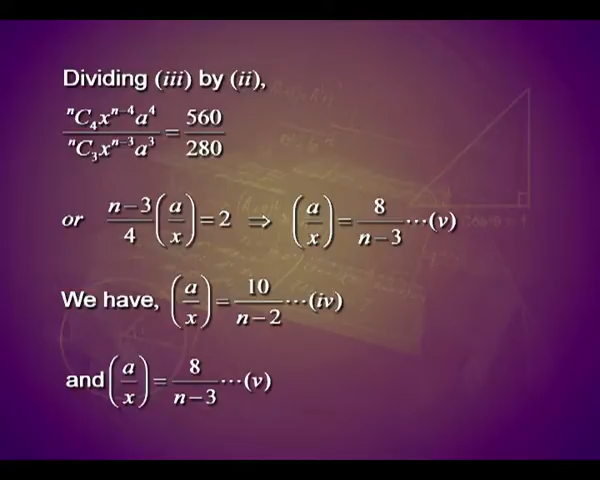 Dividing (iii) by (ii),
ⁿC₄xⁿ⁻⁴a⁴ / ⁿC₃xⁿ⁻³a³ = 560 / 280
or (n−3)/4 (a/x) = 2 ⇒ (a/x) = 8/(n−3) ···(v)
We have, (a/x) = 10/(n−2) ···(iv)
and (a/x) = 8/(n−3) ···(v)